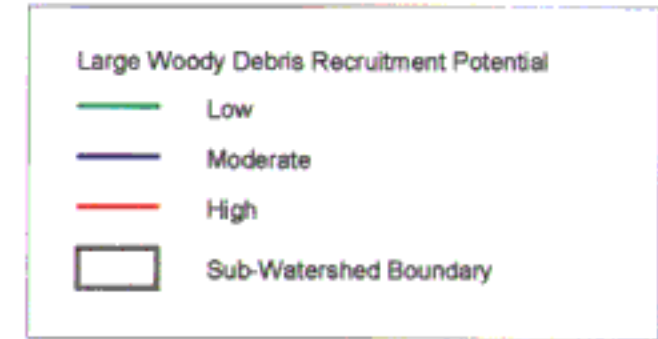 Large Woody Debris Recruitment Potential
Low
Moderate
High
Sub-Watershed Boundary